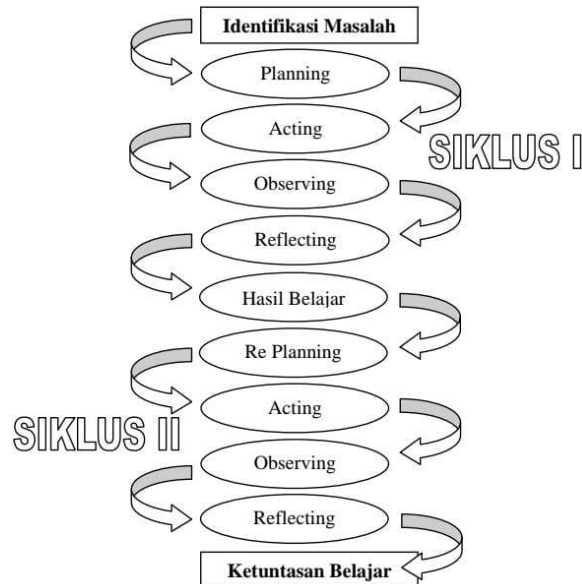 Identifikasi Masalah
Planning
Acting
SIKLUS I
Observing
Reflecting
Hasil Belajar
Re Planning
Acting
SIKLUS II
Observing
Reflecting
Ketuntasan Belajar